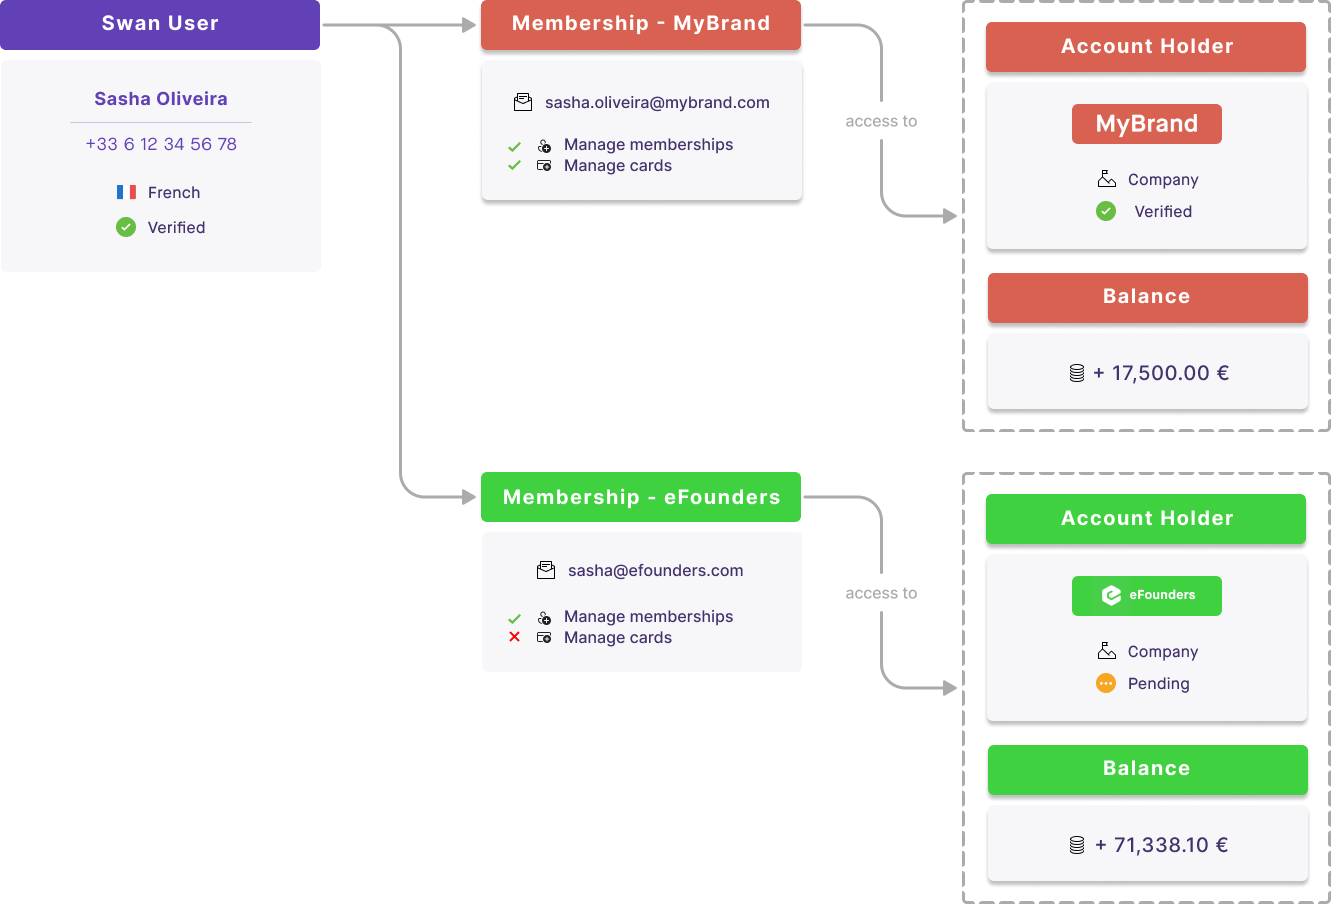 Swan User
Sasha Oliveira
+33 6 12 34 56 78
French
Verified
Membership - MyBrand
sasha.oliveira@mybrand.com
Manage memberships
Manage cards
access to
Account Holder
MyBrand
Company
Verified
Balance
+ 17,500.00 €
Membership - eFounders
sasha@efounders.com
Manage memberships
Manage cards
access to
Account Holder
eFounders
Company
Pending
Balance
+ 71,338.10 €